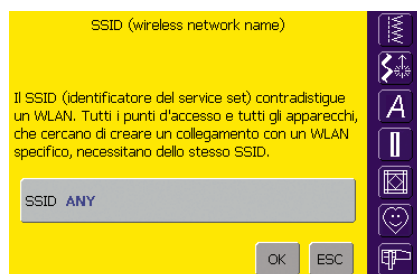 SSID (wireless network name)
Il SSID (identificatore del service set) contradistigue
un WLAN. Tutti i punti d'accesso e tutti gli apparecchi,
che cercano di creare un collegamento con un WLAN
specifico, necessitano dello stesso SSID.
SSID ANY
OK ESC
A